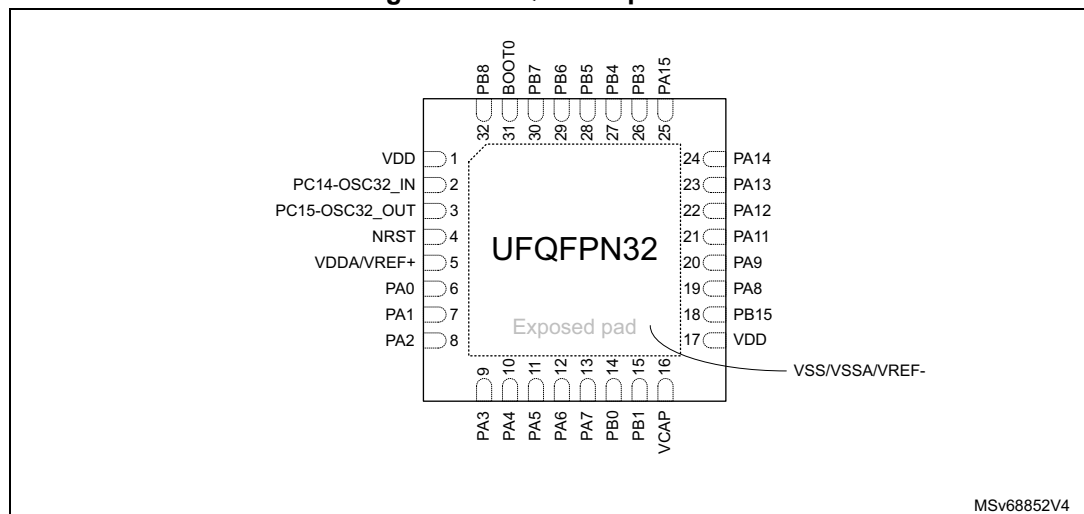 PB8
BOOT0
PB7
PB6
PB5
PB4
PB3
PA15
32
31
30
29
28
27
26
25
VDD 1
PC14-OSC32_IN 2
PC15-OSC32_OUT 3
NRST 4
VDDA/VREF+ 5
PA0 6
PA1 7
PA2 8
UFQFPN32
Exposed pad
24 PA14
23 PA13
22 PA12
21 PA11
20 PA9
19 PA8
18 PB15
17 VDD
VSS/VSSA/VREF-
9
10
11
12
13
14
15
16
PA3
PA4
PA5
PA6
PA7
PB0
PB1
VCAP
MSv68852V4